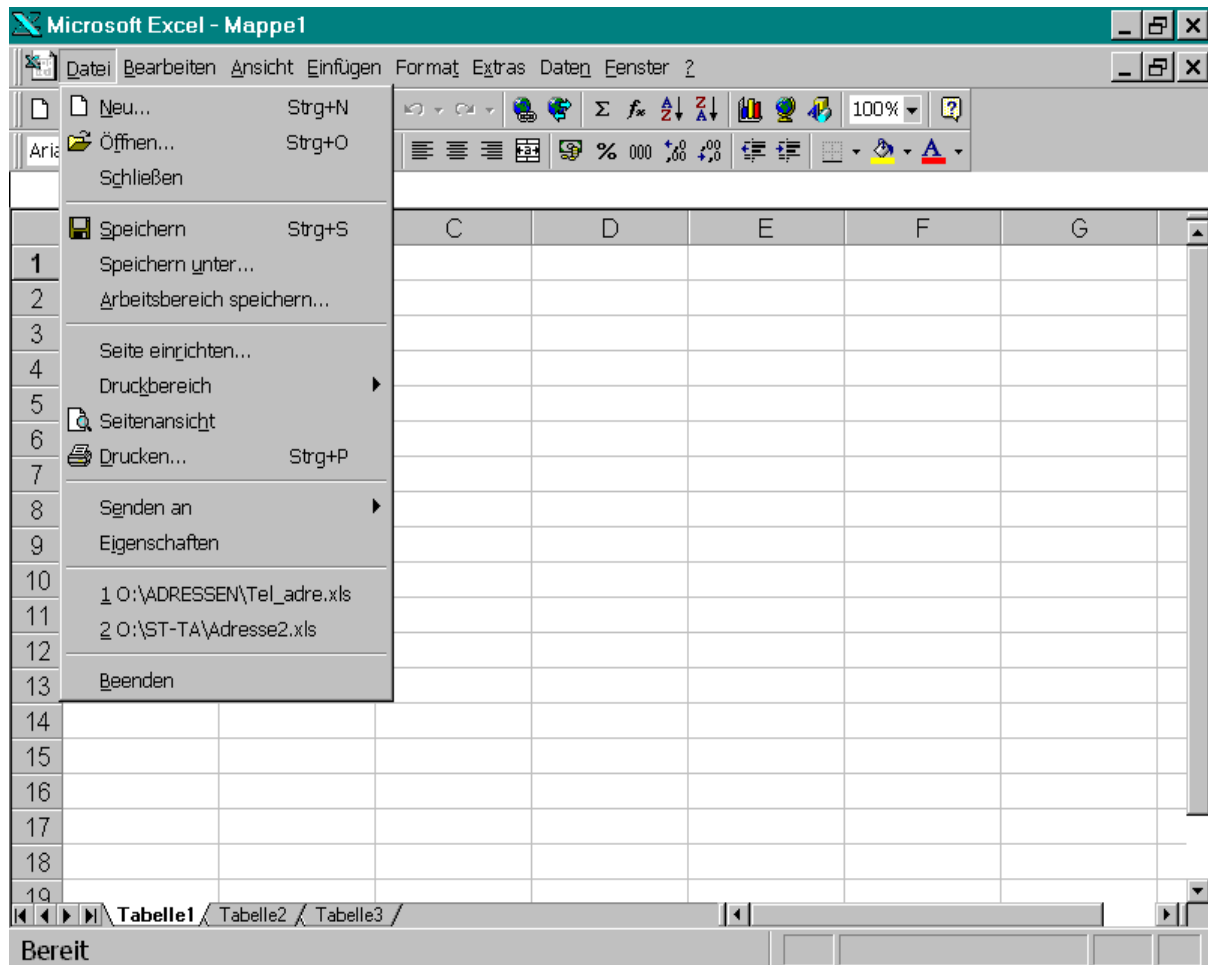 Microsoft Excel - Mappe1
Datei Bearbeiten Ansicht Einfügen Format Extras Daten Fenster ?
100%
Σ
Z
A
A
Z
%
000
A
Neu... Strg+N
Öffnen... Strg+O
Schließen
Speichern Strg+S
Speichern unter...
Arbeitsbereich speichern...
Seite einrichten...
Druckbereich
Seitenansicht
Drucken... Strg+P
Senden an
Eigenschaften
1 O:\ADRESSEN\Tel_adre.xls
2 O:\ST-TA\Adresse2.xls
Beenden
C D E F G
1
2
3
4
5
6
7
8
9
10
11
12
13
14
15
16
17
18
19
Tabelle1 Tabelle2 Tabelle3
Bereit